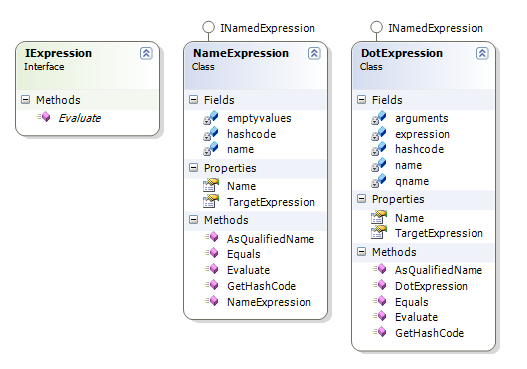 IExpression
Interface
Methods
Evaluate
INamedExpression
NameExpression
Class
Fields
emptyvalues
hashcode
name
Properties
Name
TargetExpression
Methods
AsQualifiedName
Equals
Evaluate
GetHashCode
NameExpression
INamedExpression
DotExpression
Class
Fields
arguments
expression
hashcode
name
qname
Properties
Name
TargetExpression
Methods
AsQualifiedName
DotExpression
Equals
Evaluate
GetHashCode